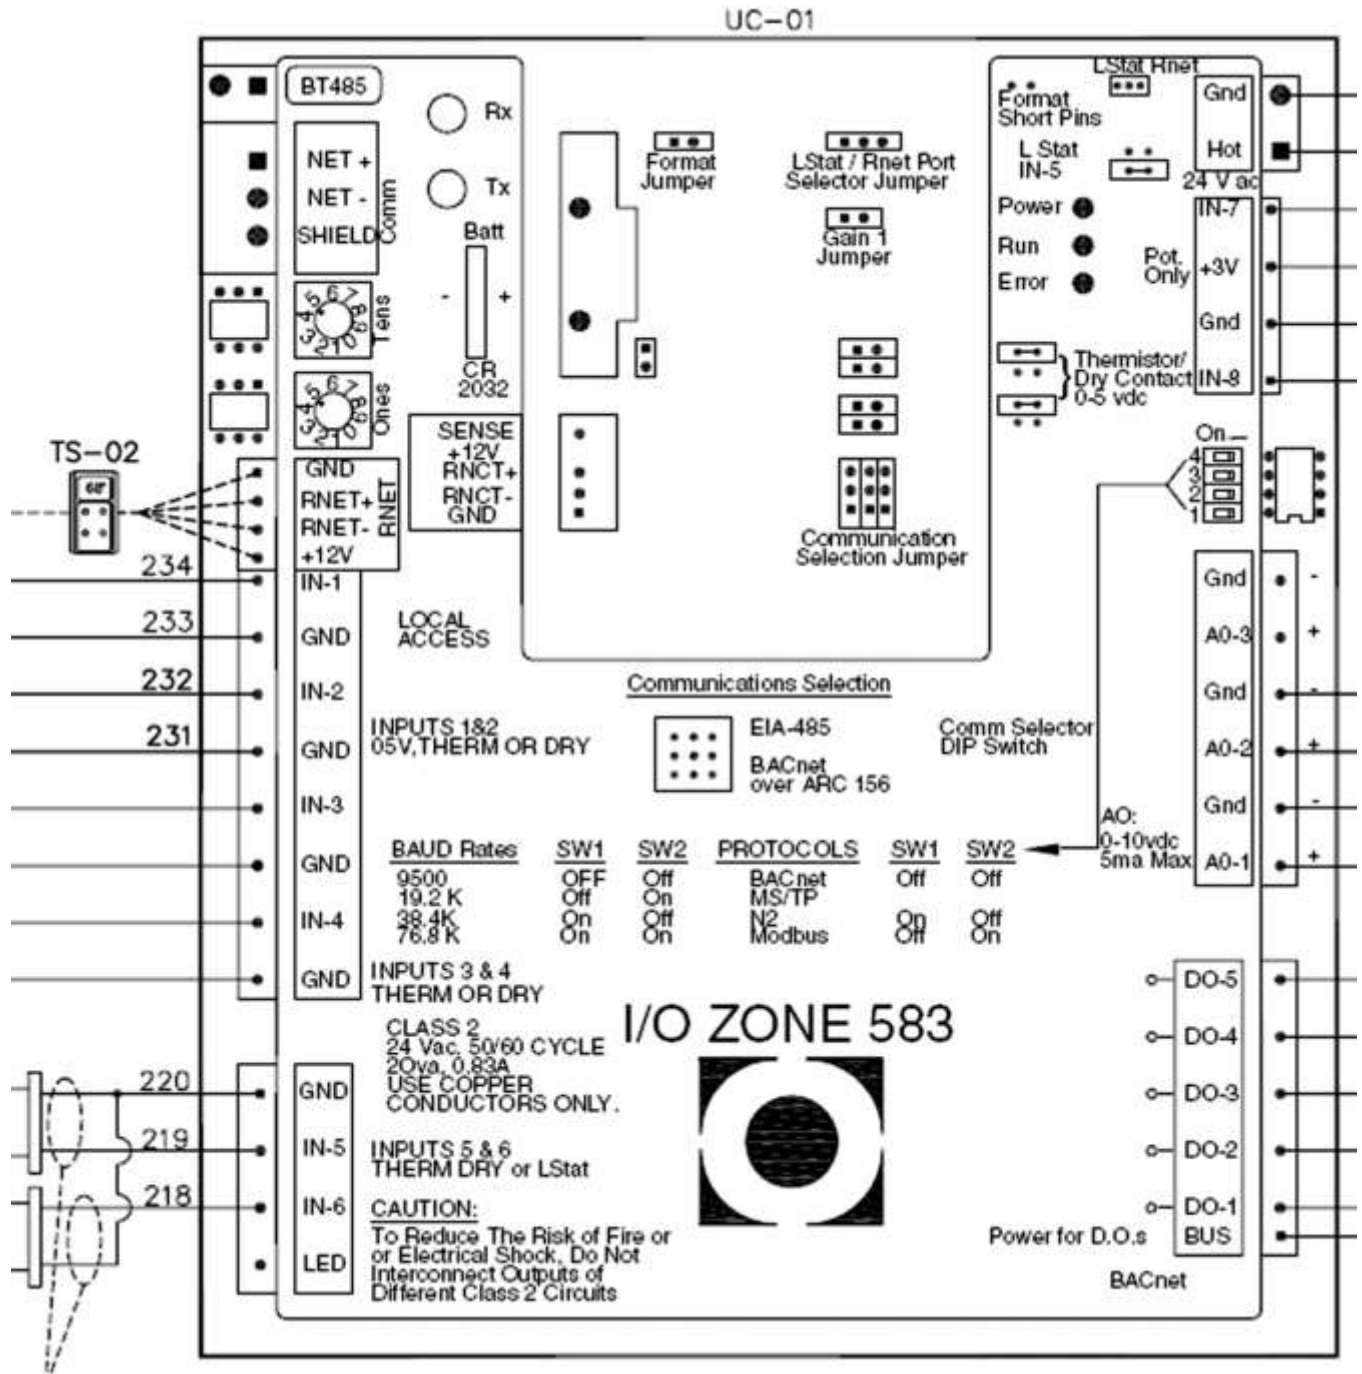 UC-01
BT485
NET +
NET -
SHIELD
Comm
Rx
Tx
Batt
- +
CR
2032
Tens
Ones
Format
Jumper
LStat / Rnet Port
Selector Jumper
Gain 1
Jumper
LStat Rnet
Format
Short Pins
L Stat
IN-5
Power
Run
Error
Gnd
Hot
24 V ac
IN-7
Pot.
Only
+3V
Gnd
IN-8
Thermistor/
Dry Contact
0-5 vdc
On
4
3
2
1
TS-02
68°
GND
RNET+
RNET-
+12V
RNET
SENSE
+12V
RNCT+
RNCT-
GND
Communication
Selection Jumper
234
IN-1
233
GND
232
IN-2
231
GND
IN-3
GND
IN-4
GND
LOCAL
ACCESS
INPUTS 1&2
05V,THERM OR DRY
Communications Selection
EIA-485
BACnet
over ARC 156
Comm Selector
DIP Switch
Gnd -
A0-3 +
Gnd -
A0-2 +
Gnd -
A0-1 +
AO:
0-10vdc
5ma Max.
BAUD Rates SW1 SW2 PROTOCOLS SW1 SW2
9500 OFF Off BACnet Off Off
19.2 K Off On MS/TP
38.4K On Off N2 On Off
76.8 K On On Modbus Off On
INPUTS 3 & 4
THERM OR DRY
CLASS 2
24 Vac, 50/60 CYCLE
20va, 0.83A
USE COPPER
CONDUCTORS ONLY.
I/O ZONE 583
220
GND
219
IN-5
218
IN-6
LED
INPUTS 5 & 6
THERM DRY or LStat
CAUTION:
To Reduce The Risk of Fire or
or Electrical Shock, Do Not
Interconnect Outputs of
Different Class 2 Circuits
DO-5
DO-4
DO-3
DO-2
DO-1
Power for D.O.s BUS
BACnet